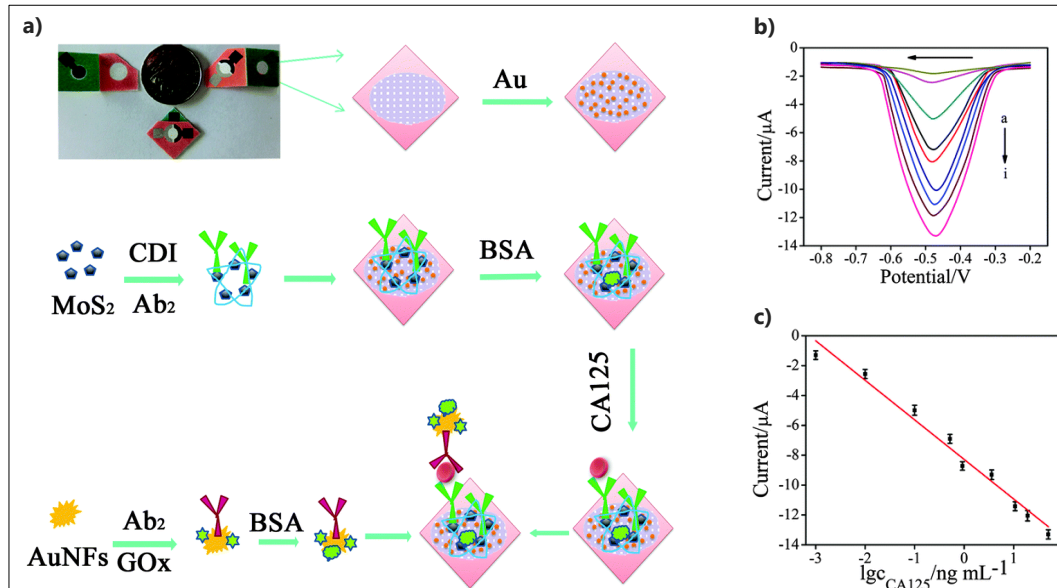 a)
Au
CDI
MoS2
Ab2
BSA
CA125
Ab2
AuNFs
GOx
BSA
b)
0
-2
-4
-6
-8
-10
-12
-14
Current/μA
a
i
-0.8
-0.7
-0.6
-0.5
-0.4
-0.3
-0.2
Potential/V
c)
0
-2
-4
-6
-8
-10
-12
-14
Current/μA
-3
-2
-1
0
1
lgcCA125/ng mL-1